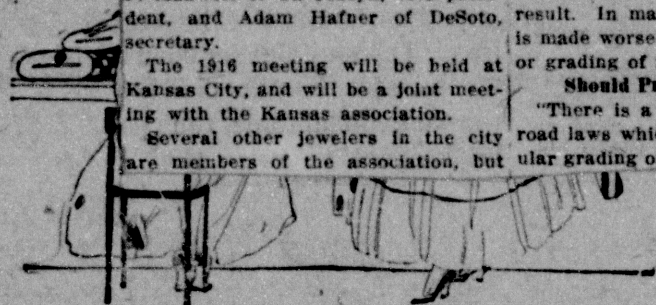 dent, and Adam Hafner of DeSoto,
secretary.
The 1916 meeting will be held at
Kansas City, and will be a joint meet-
ing with the Kansas association.
Several other jewelers in the city
are members of the association, but
result. In ma
is made worse
or grading of
Should Pr
"There is a
road laws whi
ular grading o